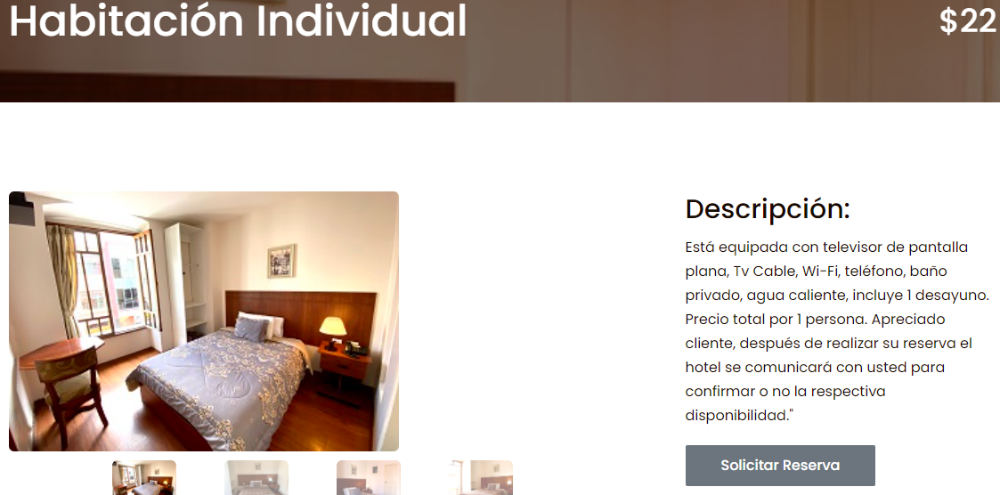 Habitación Individual
$22
Descripción:
Está equipada con televisor de pantalla
plana, Tv Cable, Wi-Fi, teléfono, baño
privado, agua caliente, incluye 1 desayuno.
Precio total por 1 persona. Apreciado
cliente, después de realizar su reserva el
hotel se comunicará con usted para
confirmar o no la respectiva
disponibilidad."
Solicitar Reserva